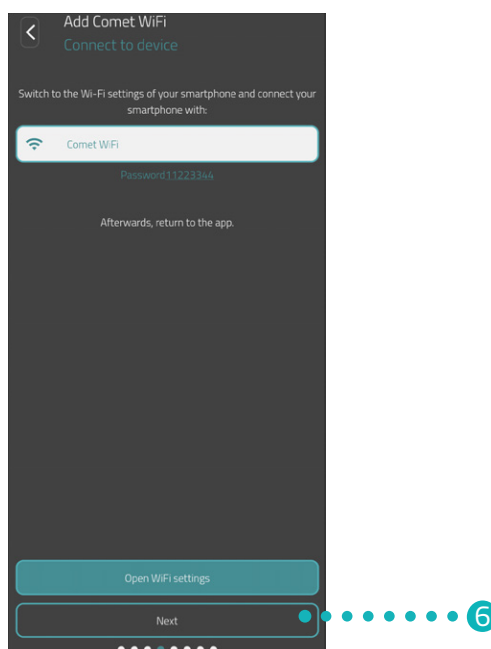 Add Comet WiFi
Connect to device
Switch to the Wi-Fi settings of your smartphone and connect your
smartphone with:
Comet WiFi
Password11223344
Afterwards, return to the app.
Open WiFi settings
Next
6